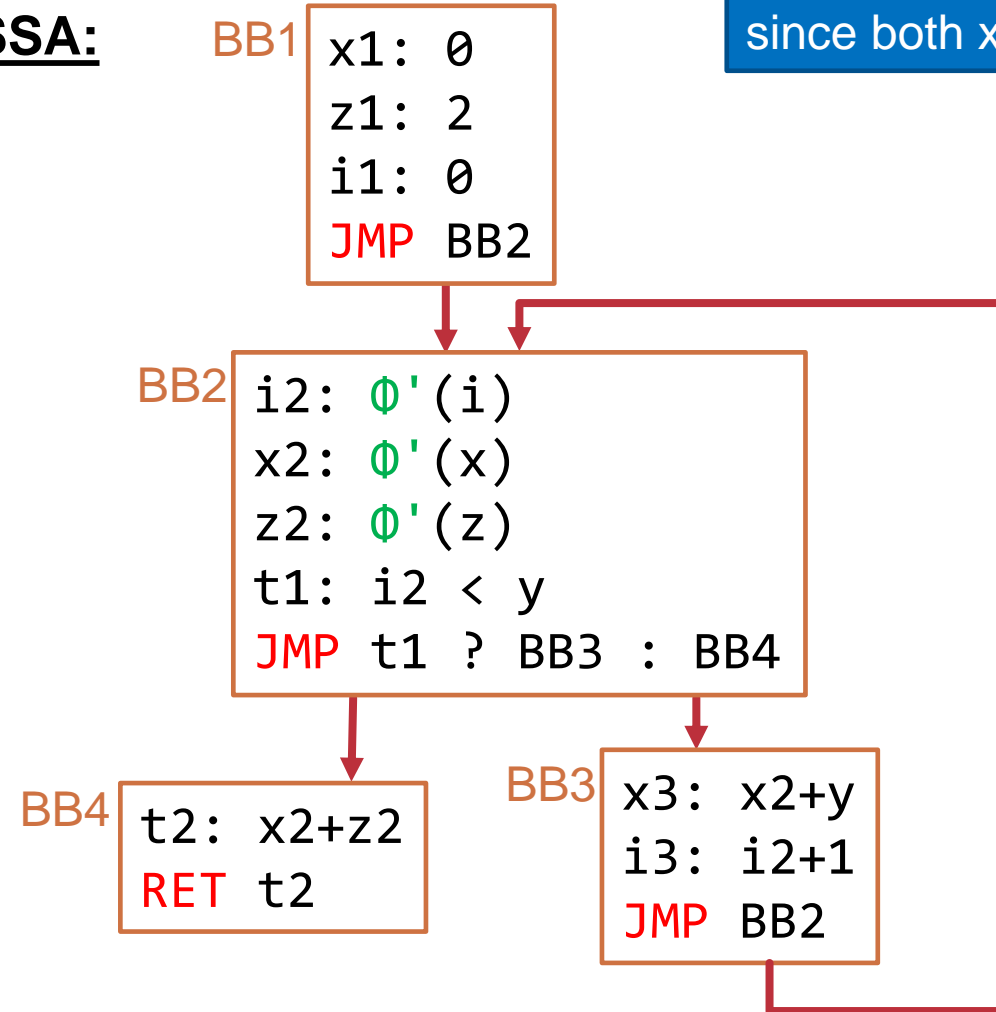 SSA:
since both x
BB1
x1: 0
z1: 2
i1: 0
JMP BB2
BB2
i2: Φ'(i)
x2: Φ'(x)
z2: Φ'(z)
t1: i2 < y
JMP t1 ? BB3 : BB4
BB4
t2: x2+z2
RET t2
BB3
x3: x2+y
i3: i2+1
JMP BB2